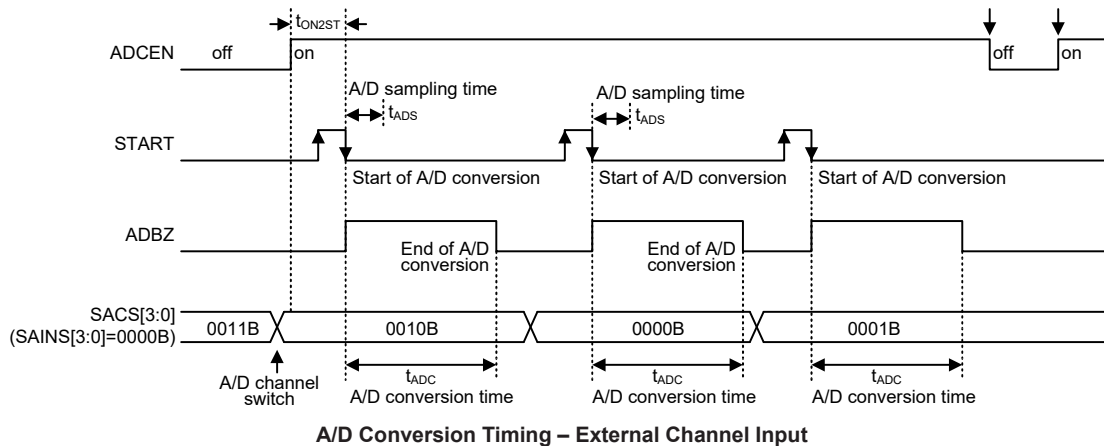 tON2ST
ADCEN
off
on
off
on
A/D sampling time
tADS
A/D sampling time
tADS
START
Start of A/D conversion
Start of A/D conversion
Start of A/D conversion
ADBZ
End of A/D
conversion
End of A/D
conversion
SACS[3:0]
(SAINS[3:0]=0000B)
0011B
0010B
0000B
0001B
A/D channel
switch
tADC
A/D conversion time
tADC
A/D conversion time
tADC
A/D conversion time
A/D Conversion Timing – External Channel Input